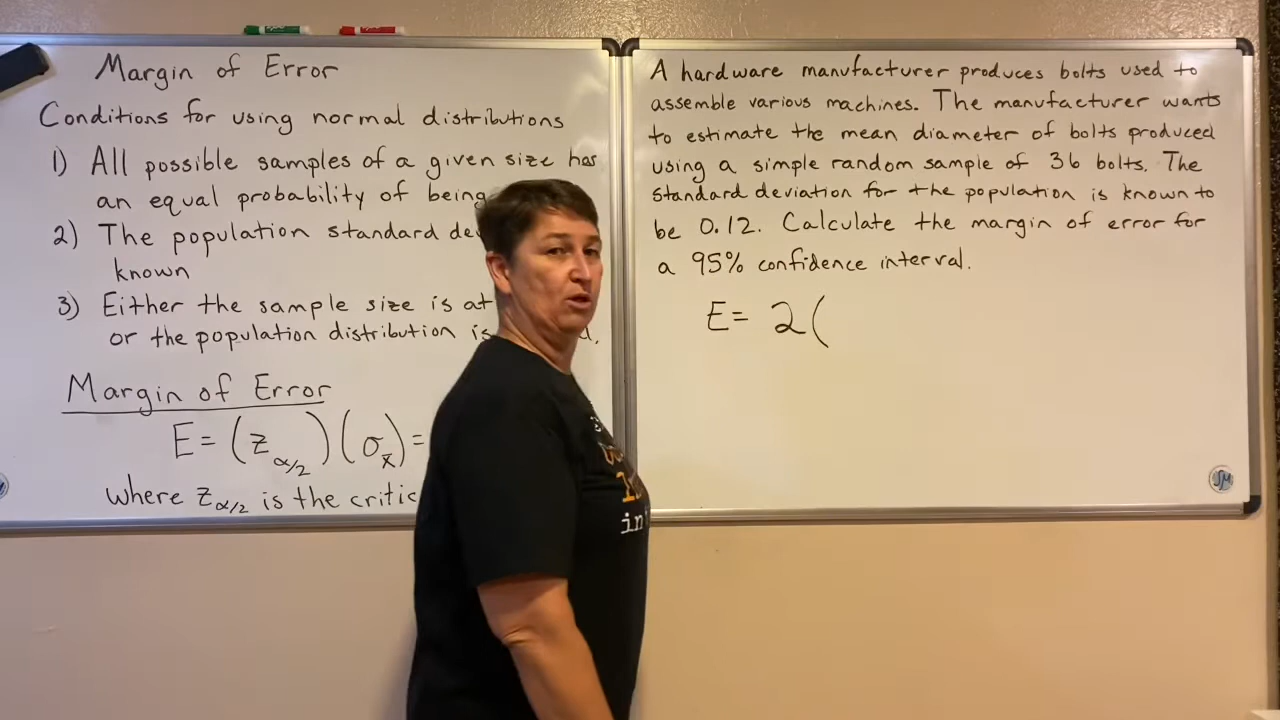 Margin of Error
Conditions for using normal distributions
1) All possible samples of a given size has
an equal probability of being
2) The population standard
known
3) Either the sample size is at
or the population distribution is
Margin of Error
E = (z α/2)(σ x̄) =
where z α/2 is the
A hardware manufacturer produces bolts used to
assemble various machines. The manufacturer wants
to estimate the mean diameter of bolts produced
using a simple random sample of 36 bolts. The
standard deviation for the population is known to
be 0.12. Calculate the margin of error for
a 95% confidence interval.
E = 2(
in